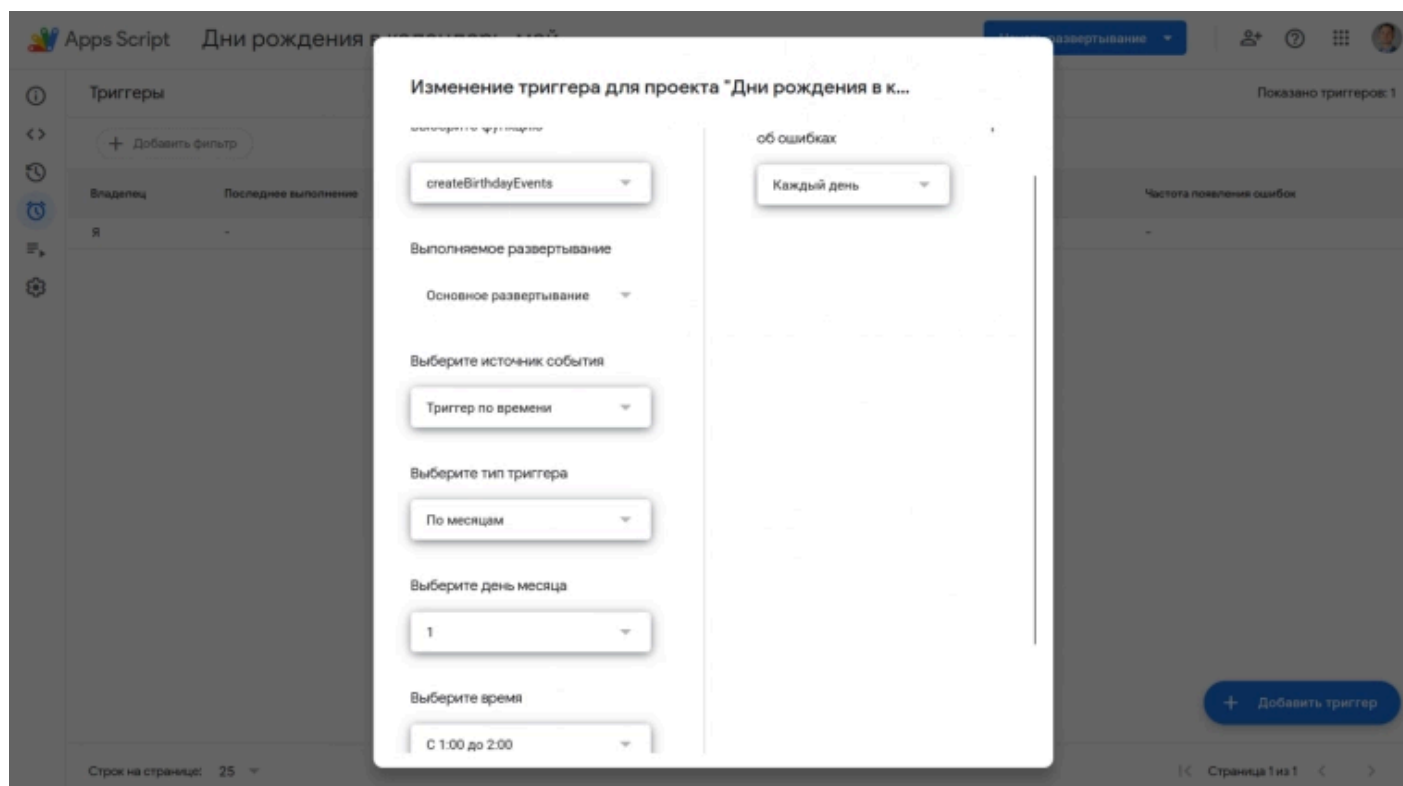 Apps Script
Дни рождения в календарь
Изменение триггера для проекта "Дни рождения в к...
Триггеры
Показано триггеров: 1
Добавить фильтр
Выберите функцию
об ошибках
createBirthdayEvents
Каждый день
Владелец
Последнее выполнение
Частота появления ошибок
Я
-
-
Выполняемое развертывание
Основное развертывание
Выберите источник события
Триггер по времени
Выберите тип триггера
По месяцам
Выберите день месяца
1
Выберите время
С 1:00 до 2:00
Добавить триггер
Строк на странице: 25
Страница 1 из 1